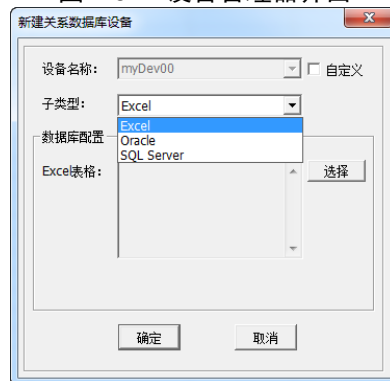 新建关系数据库设备
设备名称: myDev00 自定义
子类型: Excel
Excel
Oracle
SQL Server
数据库配置
Excel表格: 选择
确定 取消